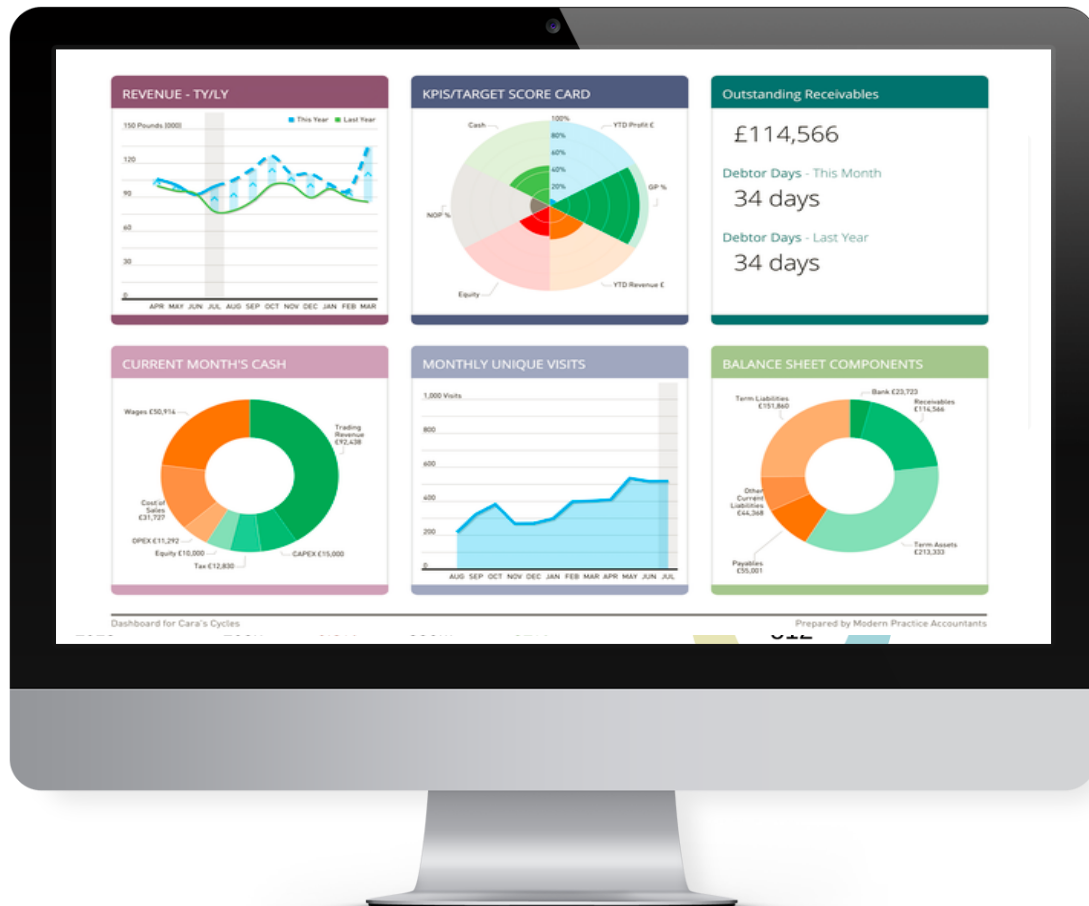 REVENUE - TY/LY
150 Pounds (000)
This Year Last Year
120
90
60
30
0
APR MAY JUN JUL AUG SEP OCT NOV DEC JAN FEB MAR
KPIS/TARGET SCORE CARD
100%
80%
60%
40%
20%
Cash
YTD Profit £
GP %
NOP %
Equity
YTD Revenue £
Outstanding Receivables
£114,566
Debtor Days - This Month
34 days
Debtor Days - Last Year
34 days
CURRENT MONTH'S CASH
Wages £50,914
Trading
Revenue
£92,438
Cost of
Sales
£31,727
OPEX £11,292
Equity £10,000
Tax £12,830
CAPEX £15,000
MONTHLY UNIQUE VISITS
1,000 Visits
800
600
400
200
0
AUG SEP OCT NOV DEC JAN FEB MAR APR MAY JUN JUL
BALANCE SHEET COMPONENTS
Term Liabilities
£151,860
Bank £23,723
Receivables
£114,566
Other
Current
Liabilities
£44,368
Payables
£55,001
Term Assets
£213,333
Dashboard for Cara's Cycles
Prepared by Modern Practice Accountants